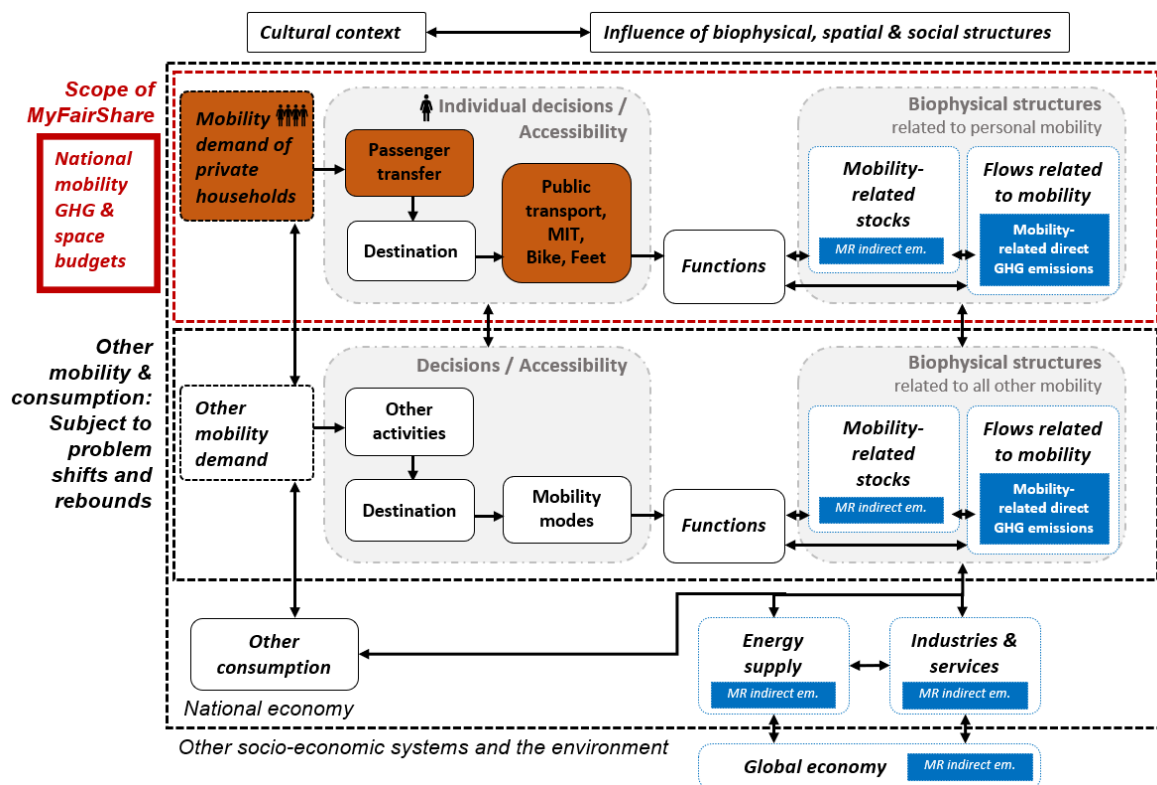 Cultural context
Influence of biophysical, spatial & social structures
Scope of
MyFairShare
National
mobility
GHG &
space
budgets
Mobility
demand of
private
households
Individual decisions /
Accessibility
Passenger
transfer
Destination
Public
transport,
MIT,
Bike, Feet
Functions
Biophysical structures
related to personal mobility
Mobility-
related
stocks
MR indirect em.
Flows related
to mobility
Mobility-
related direct
GHG emissions
Other
mobility &
consumption:
Subject to
problem
shifts and
rebounds
Other
mobility
demand
Decisions / Accessibility
Other
activities
Destination
Mobility
modes
Functions
Biophysical structures
related to all other mobility
Mobility-
related
stocks
MR indirect em.
Flows related
to mobility
Mobility-
related direct
GHG emissions
Other
consumption
Energy
supply
MR indirect em.
Industries &
services
MR indirect em.
National economy
Other socio-economic systems and the environment
Global economy
MR indirect em.